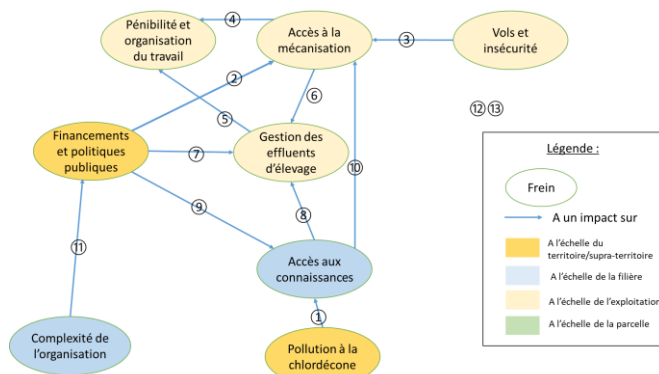 Pénibilité et
organisation
du travail
④
Accès à la
mécanisation
③
Vols et
insécurité
②
⑥
⑤
⑫ ⑬
Financements
et politiques
publiques
⑦
Gestion des
effluents
d'élevage
⑩
⑧
⑨
⑪
Accès aux
connaissances
①
Complexité de
l'organisation
Pollution à la
chlordécone
Légende :
Frein
A un impact sur
A l'échelle du
territoire/supra-territoire
A l'échelle de la filière
A l'échelle de l'exploitation
A l'échelle de la parcelle